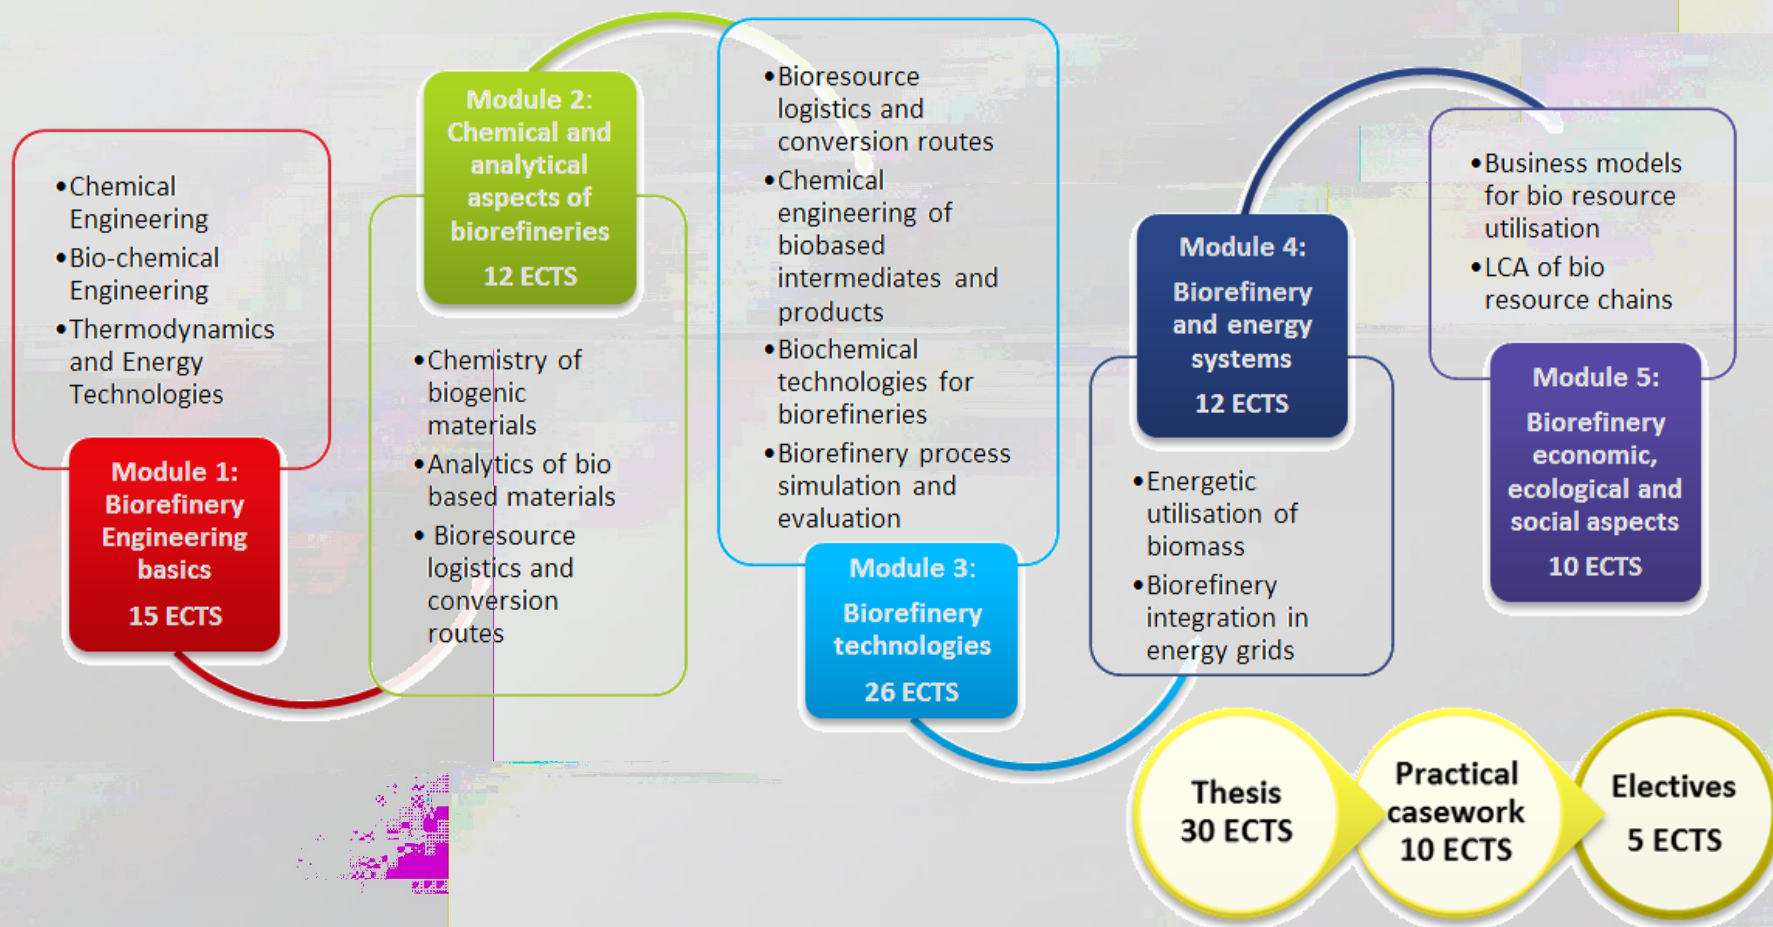 •Chemical
Engineering
•Bio-chemical
Engineering
•Thermodynamics
and Energy
Technologies
Module 1:
Biorefinery
Engineering
basics
15 ECTS
Module 2:
Chemical and
analytical
aspects of
biorefineries
12 ECTS
•Chemistry of
biogenic
materials
•Analytics of bio
based materials
• Bioresource
logistics and
conversion
routes
•Bioresource
logistics and
conversion routes
•Chemical
engineering of
biobased
intermediates and
products
•Biochemical
technologies for
biorefineries
•Biorefinery process
simulation and
evaluation
Module 3:
Biorefinery
technologies
26 ECTS
Module 4:
Biorefinery
and energy
systems
12 ECTS
•Energetic
utilisation of
biomass
•Biorefinery
integration in
energy grids
•Business models
for bio resource
utilisation
•LCA of bio
resource chains
Module 5:
Biorefinery
economic,
ecological and
social aspects
10 ECTS
Thesis
30 ECTS
Practical
casework
10 ECTS
Electives
5 ECTS